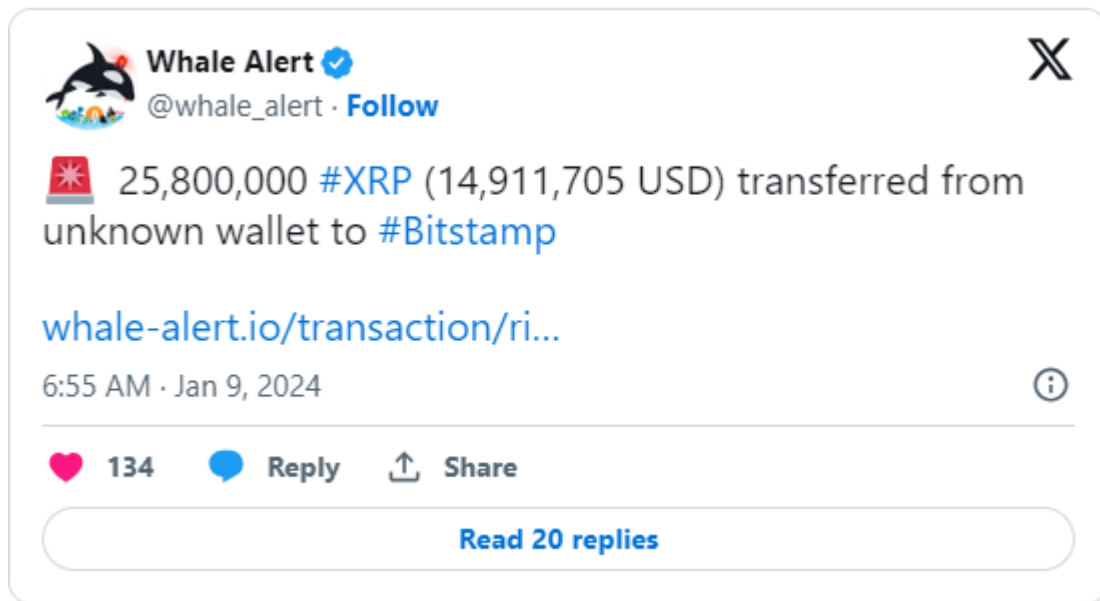 Whale Alert
@whale_alert · Follow
🚨 25,800,000 #XRP (14,911,705 USD) transferred from
unknown wallet to #Bitstamp
whale-alert.io/transaction/ri...
6:55 AM · Jan 9, 2024
134 Reply Share
Read 20 replies